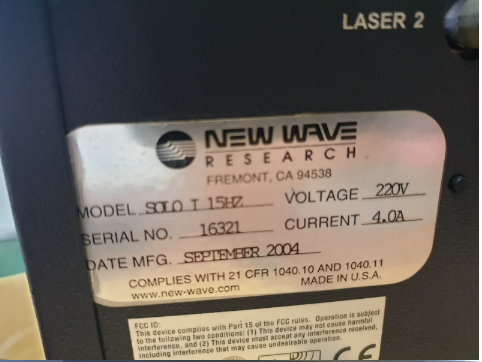 LASER 2
NEW WAVE
RESEARCH
FREMONT, CA 94538
MODEL SOLO I 15HZ VOLTAGE 220V
SERIAL NO. 16321 CURRENT 4.0A
DATE MFG. SEPTEMBER 2004
COMPLIES WITH 21 CFR 1040.10 AND 1040.11
www.new-wave.com MADE IN U.S.A.
FCC ID:
This device complies with Part 15 of the FCC rules. Operation is subject
to the following two conditions: (1) This device may not cause harmful
interference, and (2) This device must accept any interference received,
including interference that may cause undesirable operation.
CE